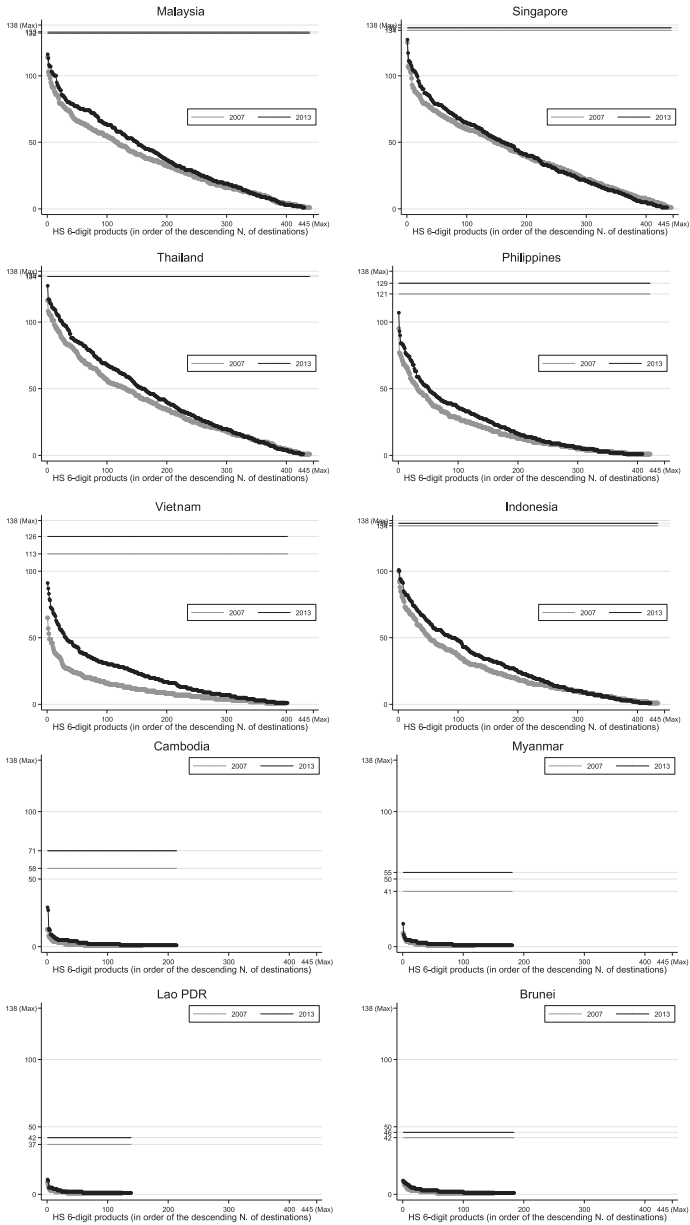 Malaysia
138 (Max)
132
100
50
0
2007
2013
0
100
200
300
400
445 (Max)
HS 6-digit products (in order of the descending N. of destinations)
Singapore
138 (Max)
134
100
50
0
2007
2013
0
100
200
300
400
445 (Max)
HS 6-digit products (in order of the descending N. of destinations)
Thailand
138 (Max)
134
100
50
0
2007
2013
0
100
200
300
400
445 (Max)
HS 6-digit products (in order of the descending N. of destinations)
Philippines
138 (Max)
129
121
100
50
0
2007
2013
0
100
200
300
400
445 (Max)
HS 6-digit products (in order of the descending N. of destinations)
Vietnam
138 (Max)
126
113
100
50
0
2007
2013
0
100
200
300
400
445 (Max)
HS 6-digit products (in order of the descending N. of destinations)
Indonesia
138 (Max)
134
100
50
0
2007
2013
0
100
200
300
400
445 (Max)
HS 6-digit products (in order of the descending N. of destinations)
Cambodia
138 (Max)
100
71
58
50
0
2007
2013
0
100
200
300
400
445 (Max)
HS 6-digit products (in order of the descending N. of destinations)
Myanmar
138 (Max)
100
55
50
41
0
2007
2013
0
100
200
300
400
445 (Max)
HS 6-digit products (in order of the descending N. of destinations)
Lao PDR
138 (Max)
100
50
42
37
0
2007
2013
0
100
200
300
400
445 (Max)
HS 6-digit products (in order of the descending N. of destinations)
Brunei
138 (Max)
100
50
46
42
0
2007
2013
0
100
200
300
400
445 (Max)
HS 6-digit products (in order of the descending N. of destinations)